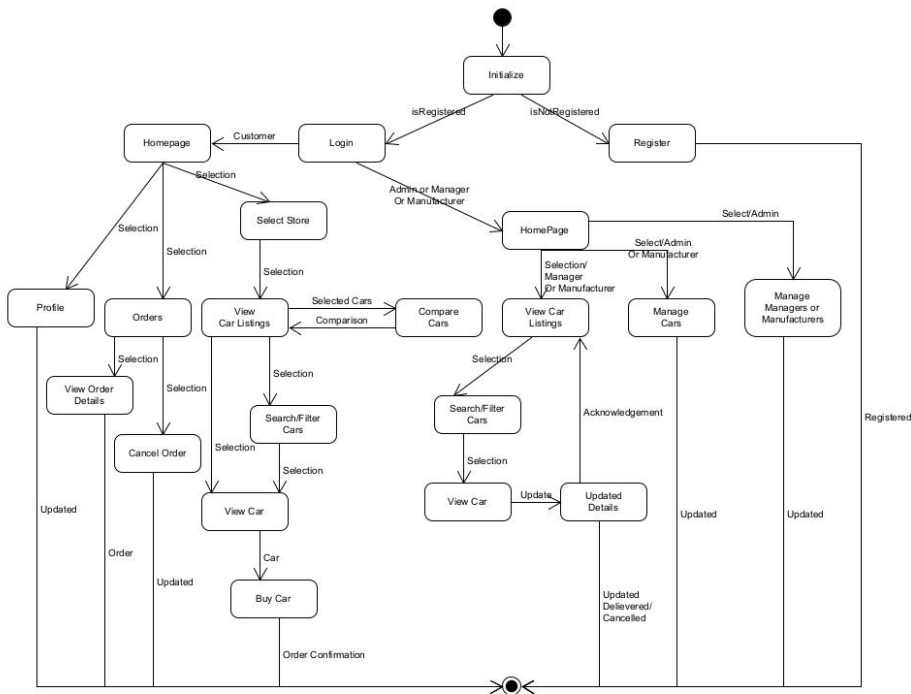 Initialize
isRegistered
isNotRegistered
Customer
Homepage
Login
Register
Selection
Admin or Manager
Or Manufacturer
Select Store
HomePage
Select/Admin
Selection
Selection
Selection
Selection/
Manager
Or Manufacturer
Select/Admin
Or Manufacturer
Profile
Orders
View
Car Listings
Selected Cars
Comparison
Compare
Cars
View Car
Listings
Manage
Cars
Manage
Managers or
Manufacturers
Selection
Selection
Selection
Selection
View Order
Details
Search/Filter
Cars
Search/Filter
Cars
Acknowledgement
Registered
Cancel Order
Selection
Selection
Selection
View Car
View Car
Update
Updated
Details
Updated
Updated
Updated
Order
Car
Updated
Buy Car
Updated
Delievered/
Cancelled
Order Confirmation